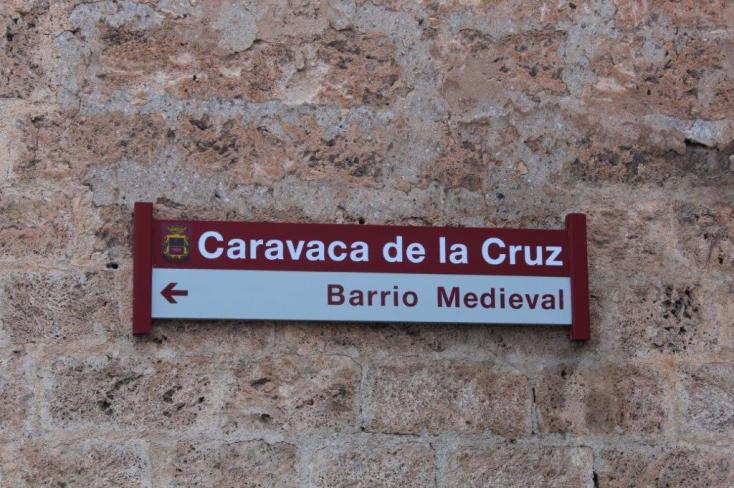 Caravaca de la Cruz
← Barrio Medieval